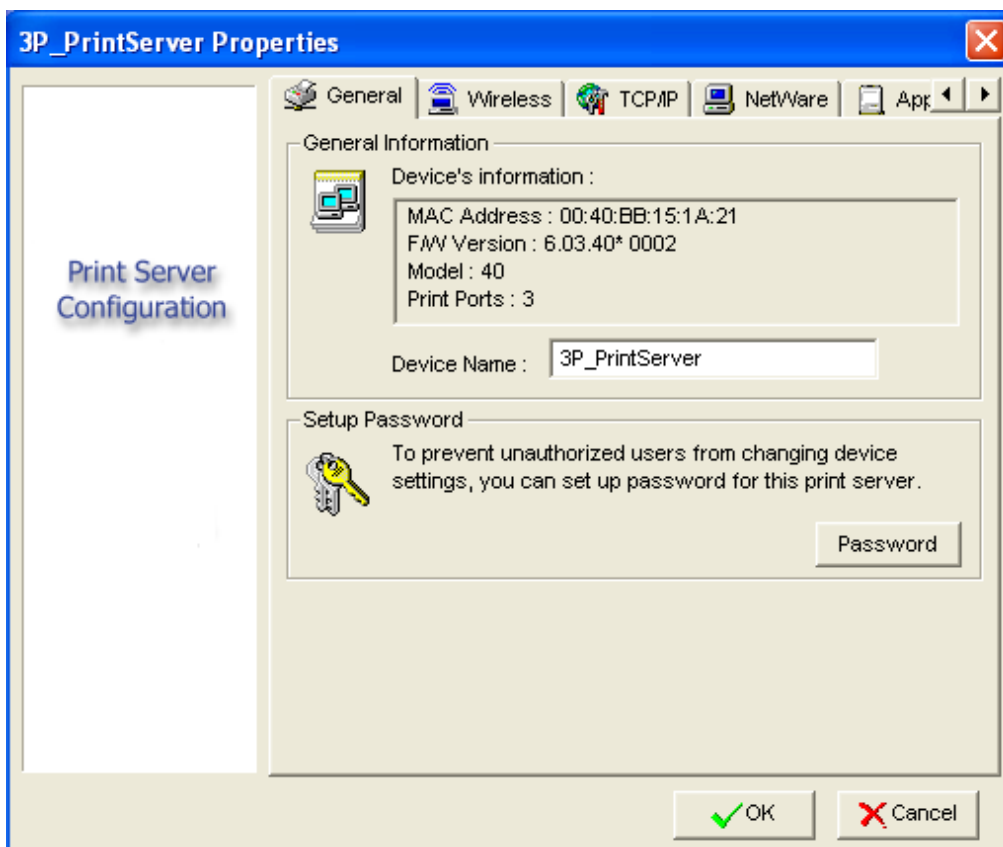 3P_PrintServer Properties
General
Wireless
TCP/IP
NetWare
App
General Information
Device's information :
MAC Address : 00:40:BB:15:1A:21
F/W Version : 6.03.40* 0002
Model : 40
Print Ports : 3
Device Name : 3P_PrintServer
Print Server
Configuration
Setup Password
To prevent unauthorized users from changing device
settings, you can set up password for this print server.
Password
OK
Cancel